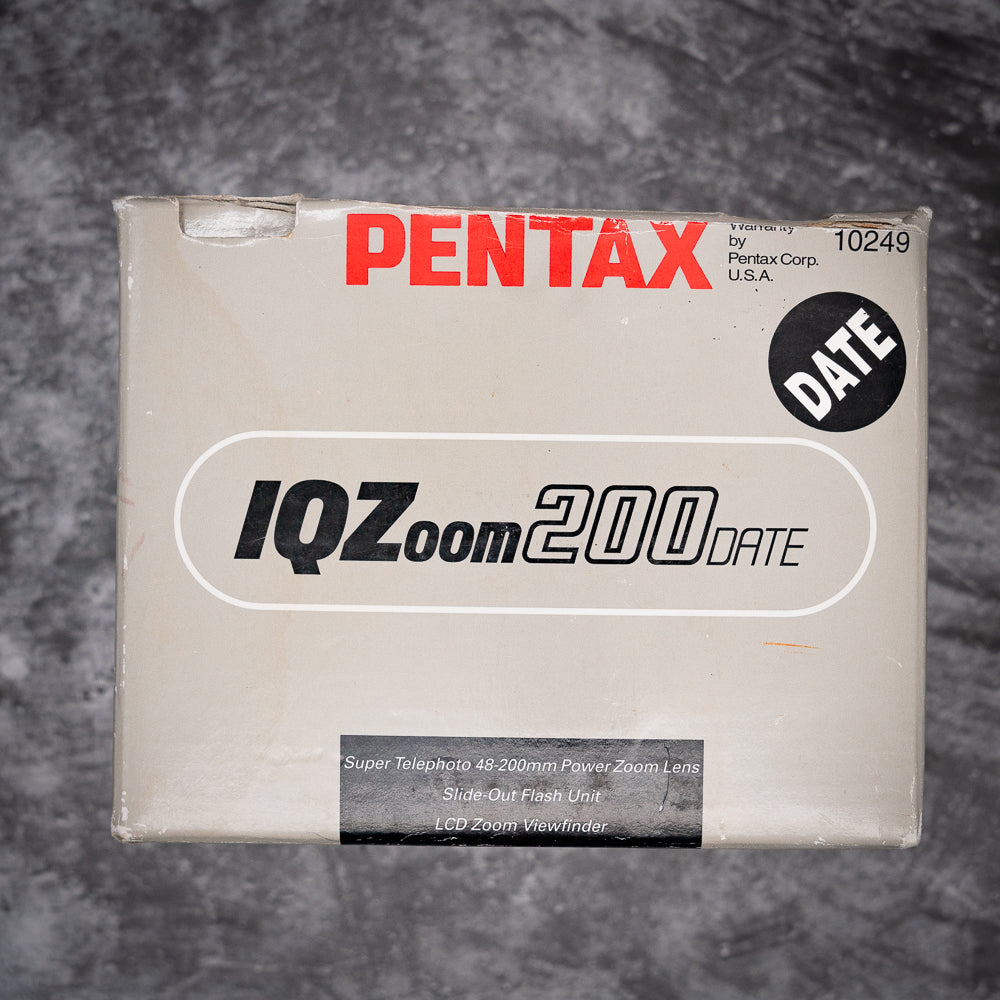 PENTAX
Warranty
by
Pentax Corp.
U.S.A.
10249
DATE
IQZoom200DATE
Super Telephoto 48-200mm Power Zoom Lens
Slide-Out Flash Unit
LCD Zoom Viewfinder